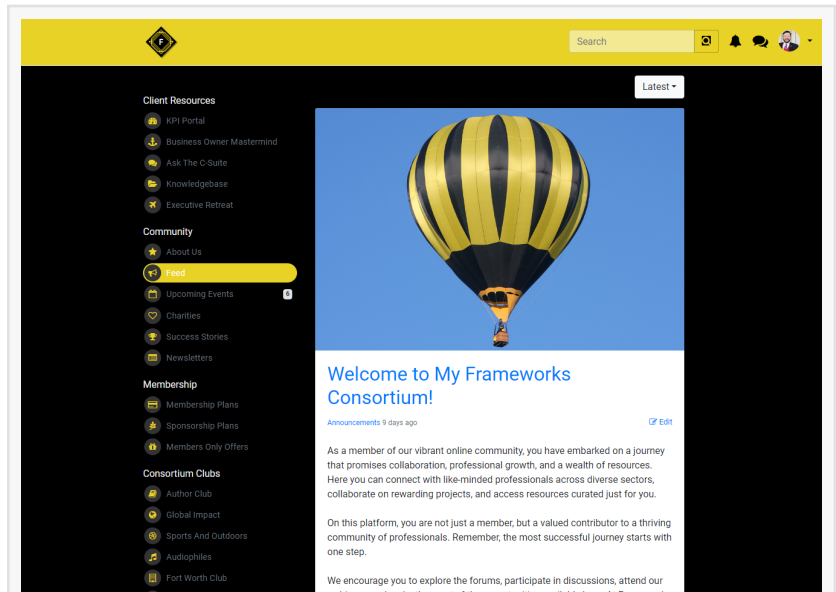 F
Search
Latest
Client Resources
KPI Portal
Business Owner Mastermind
Ask The C-Suite
Knowledgebase
Executive Retreat
Community
About Us
Feed
Upcoming Events 6
Charities
Success Stories
Newsletters
Membership
Membership Plans
Sponsorship Plans
Members Only Offers
Consortium Clubs
Author Club
Global Impact
Sports And Outdoors
Audiophiles
Fort Worth Club
Welcome to My Frameworks
Consortium!
Announcements 9 days ago
Edit
As a member of our vibrant online community, you have embarked on a journey
that promises collaboration, professional growth, and a wealth of resources.
Here you can connect with like-minded professionals across diverse sectors,
collaborate on rewarding projects, and access resources curated just for you.
On this platform, you are not just a member, but a valued contributor to a thriving
community of professionals. Remember, the most successful journey starts with
one step.
We encourage you to explore the forums, participate in discussions, attend our